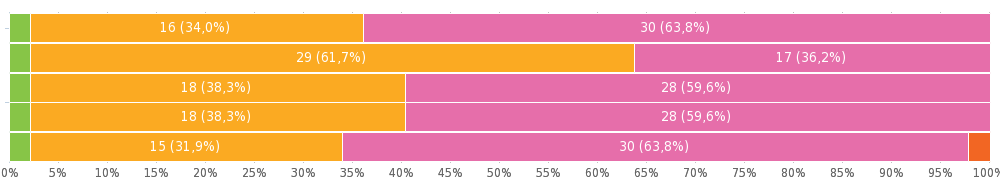 16 (34,0%) 30 (63,8%)
29 (61,7%) 17 (36,2%)
18 (38,3%) 28 (59,6%)
18 (38,3%) 28 (59,6%)
15 (31,9%) 30 (63,8%)
0% 5% 10% 15% 20% 25% 30% 35% 40% 45% 50% 55% 60% 65% 70% 75% 80% 85% 90% 95% 100%